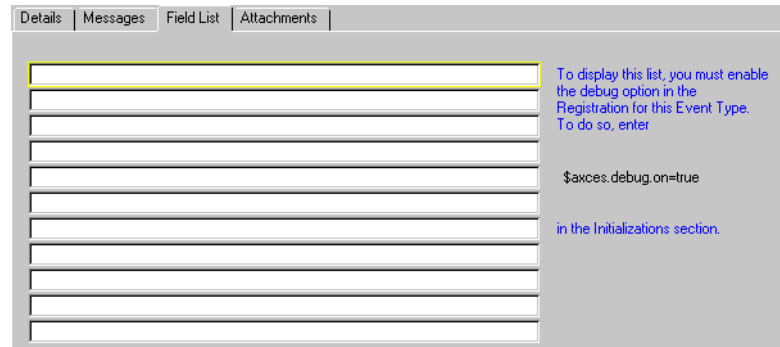 Details Messages Field List Attachments
To display this list, you must enable
the debug option in the
Registration for this Event Type.
To do so, enter
$axces.debug.on=true
in the Initializations section.